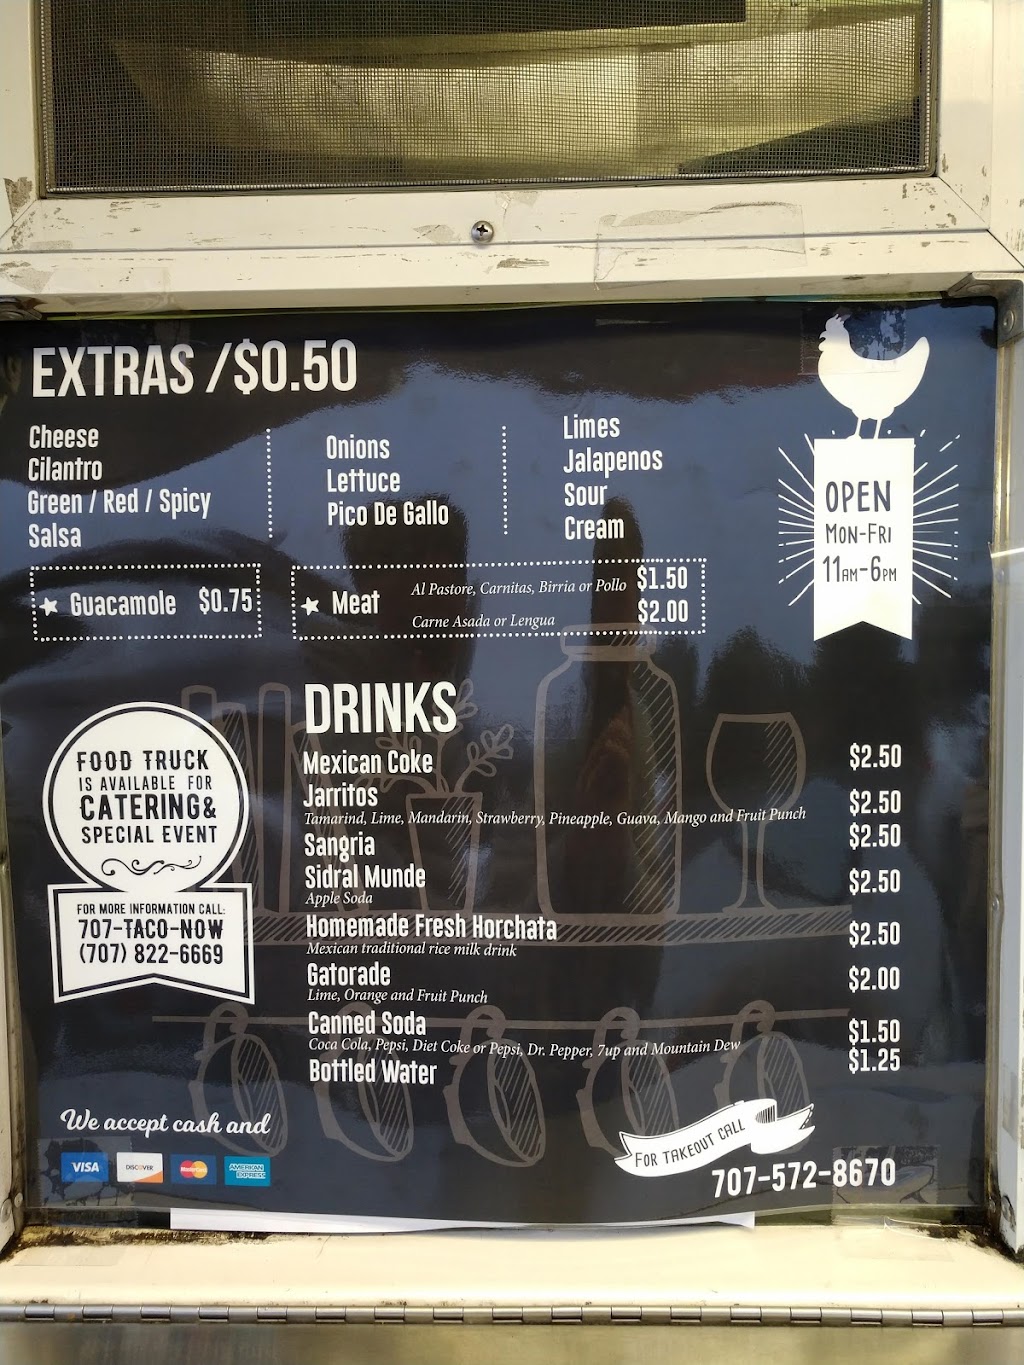 EXTRAS /$0.50
Cheese
Cilantro
Green / Red / Spicy
Salsa
Onions
Lettuce
Pico De Gallo
Limes
Jalapenos
Sour
Cream
OPEN
MON-FRI
11AM-6PM
★ Guacamole $0.75
★ Meat
Al Pastore, Carnitas, Birria or Pollo $1.50
Carne Asada or Lengua $2.00
FOOD TRUCK
IS AVAILABLE FOR
CATERING&
SPECIAL EVENT
FOR MORE INFORMATION CALL:
707-TACO-NOW
(707) 822-6669
DRINKS
Mexican Coke $2.50
Jarritos $2.50
Tamarind, Lime, Mandarin, Strawberry, Pineapple, Guava, Mango and Fruit Punch
Sangria $2.50
Sidral Munde $2.50
Apple Soda
Homemade Fresh Horchata $2.50
Mexican traditional rice milk drink
Gatorade $2.00
Lime, Orange and Fruit Punch
Canned Soda $1.50
Coca Cola, Pepsi, Diet Coke or Pepsi, Dr. Pepper, 7up and Mountain Dew
Bottled Water $1.25
We accept cash and
VISA
DISCOVER
MasterCard
AMERICAN
EXPRESS
FOR TAKEOUT CALL
707-572-8670